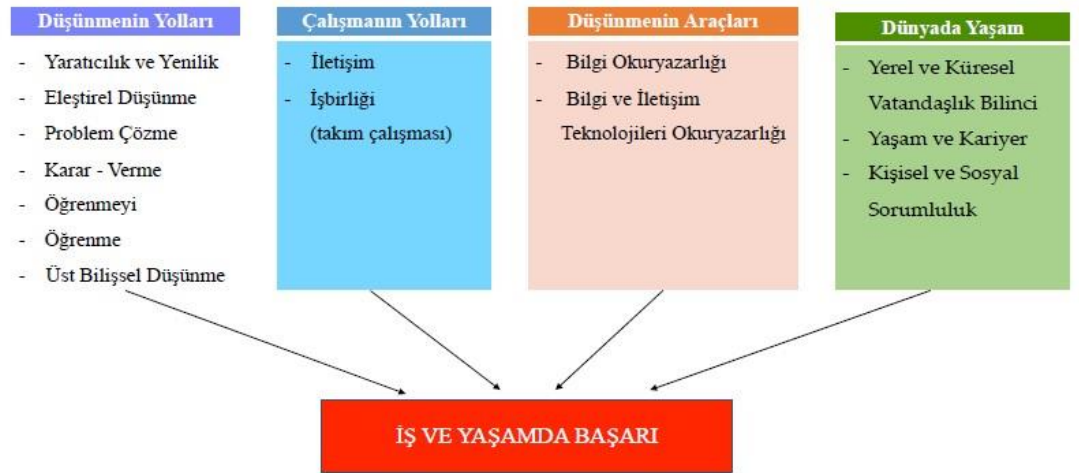 Düşünmenin Yolları
- Yaratıcılık ve Yenilik
- Eleştirel Düşünme
- Problem Çözme
- Karar - Verme
- Öğrenmeyi
- Öğrenme
- Üst Bilişsel Düşünme
Çalışmanın Yolları
- İletişim
- İşbirliği
(takım çalışması)
Düşünmenin Araçları
- Bilgi Okuryazarlığı
- Bilgi ve İletişim
Teknolojileri Okuryazarlığı
Dünyada Yaşam
- Yerel ve Küresel
Vatandaşlık Bilinci
- Yaşam ve Kariyer
- Kişisel ve Sosyal
Sorumluluk
İŞ VE YAŞAMDA BAŞARI